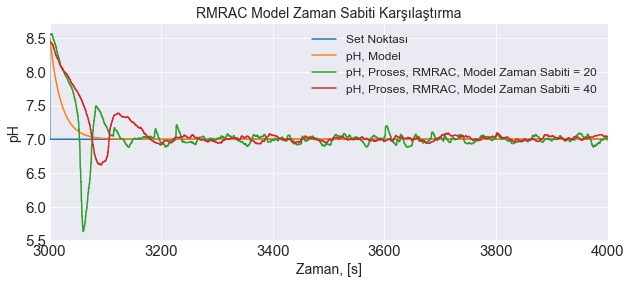 RMRAC Model Zaman Sabiti Karşılaştırma
Set Noktası
pH, Model
pH, Proses, RMRAC, Model Zaman Sabiti = 20
pH, Proses, RMRAC, Model Zaman Sabiti = 40
pH
8.5
8.0
7.5
7.0
6.5
6.0
5.5
3000 3200 3400 3600 3800 4000
Zaman, [s]